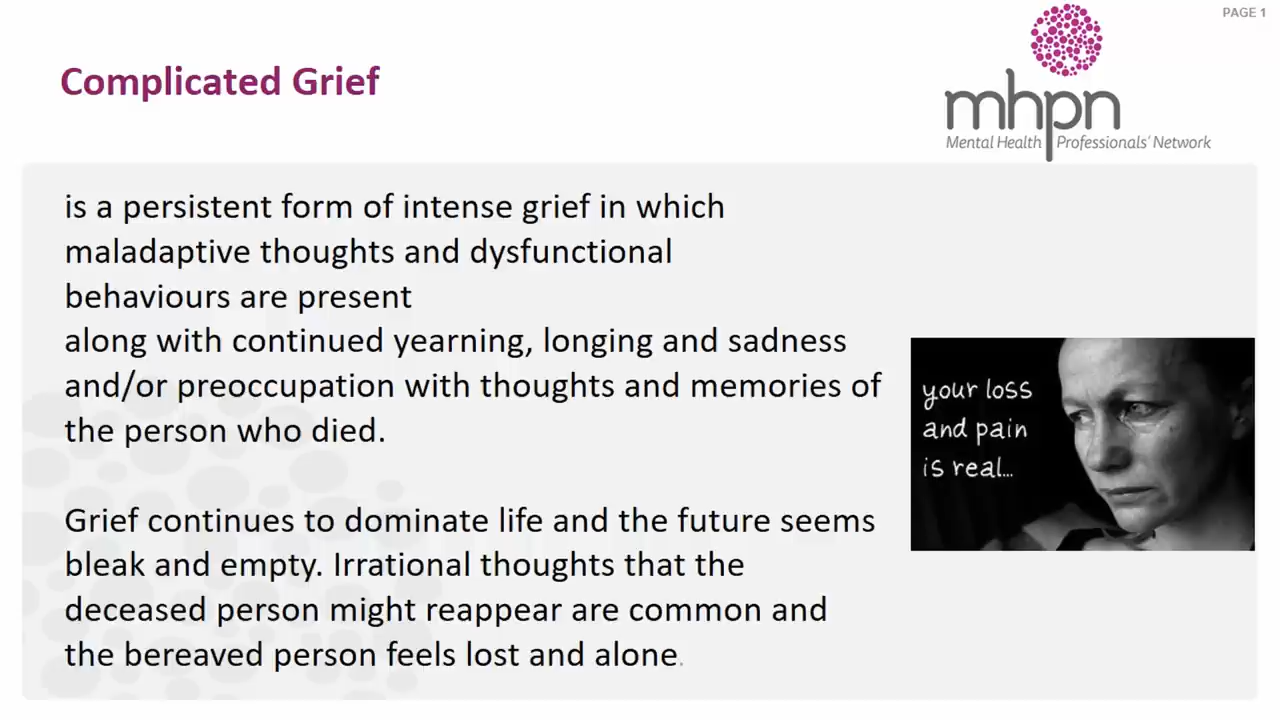 PAGE 1
Complicated Grief
mhpn
Mental Health Professionals' Network
is a persistent form of intense grief in which
maladaptive thoughts and dysfunctional
behaviours are present
along with continued yearning, longing and sadness
and/or preoccupation with thoughts and memories of
the person who died.
your loss
and pain
is real...
Grief continues to dominate life and the future seems
bleak and empty. Irrational thoughts that the
deceased person might reappear are common and
the bereaved person feels lost and alone.